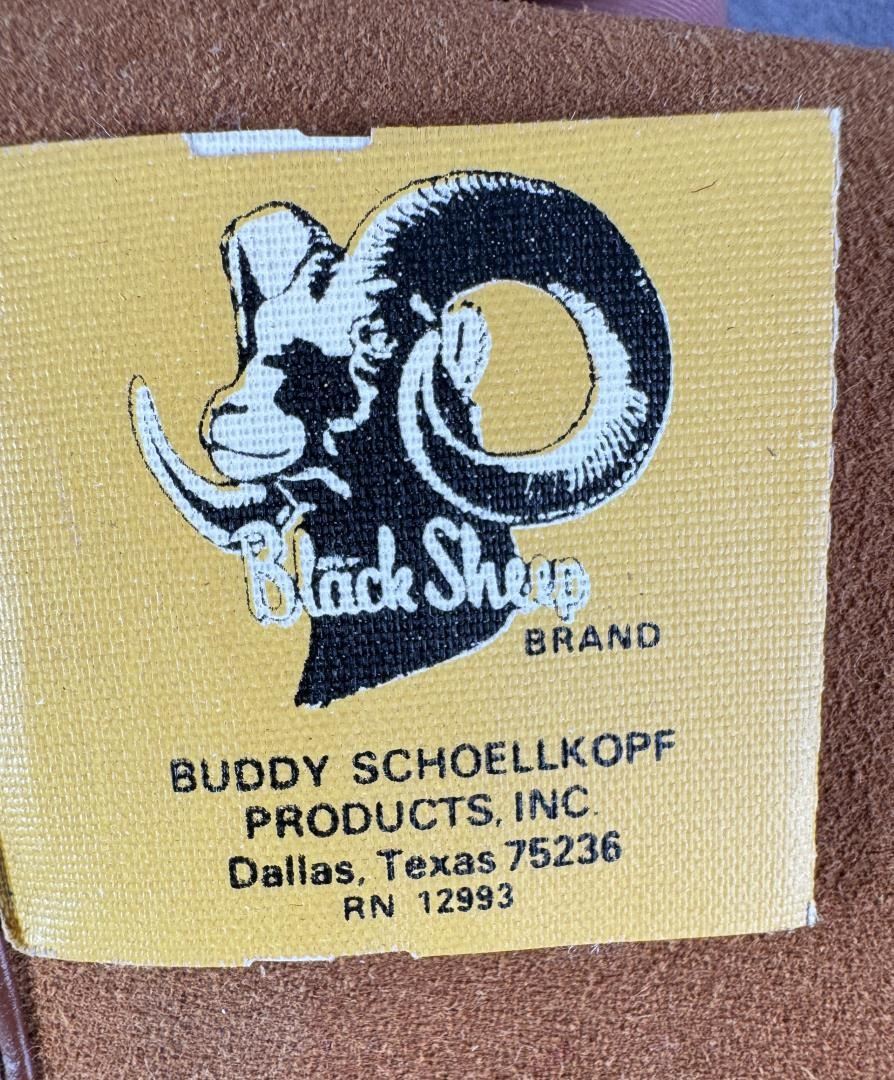 Black Sheep
BRAND
BUDDY SCHOELLKOPF
PRODUCTS, INC.
Dallas, Texas 75236
RN 12993